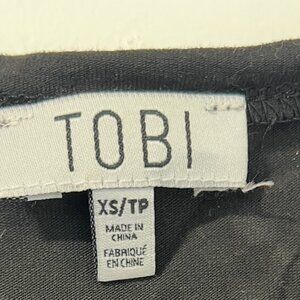 TOBI
XS/TP
MADE IN
CHINA
FABRIQUÉ
EN CHINE